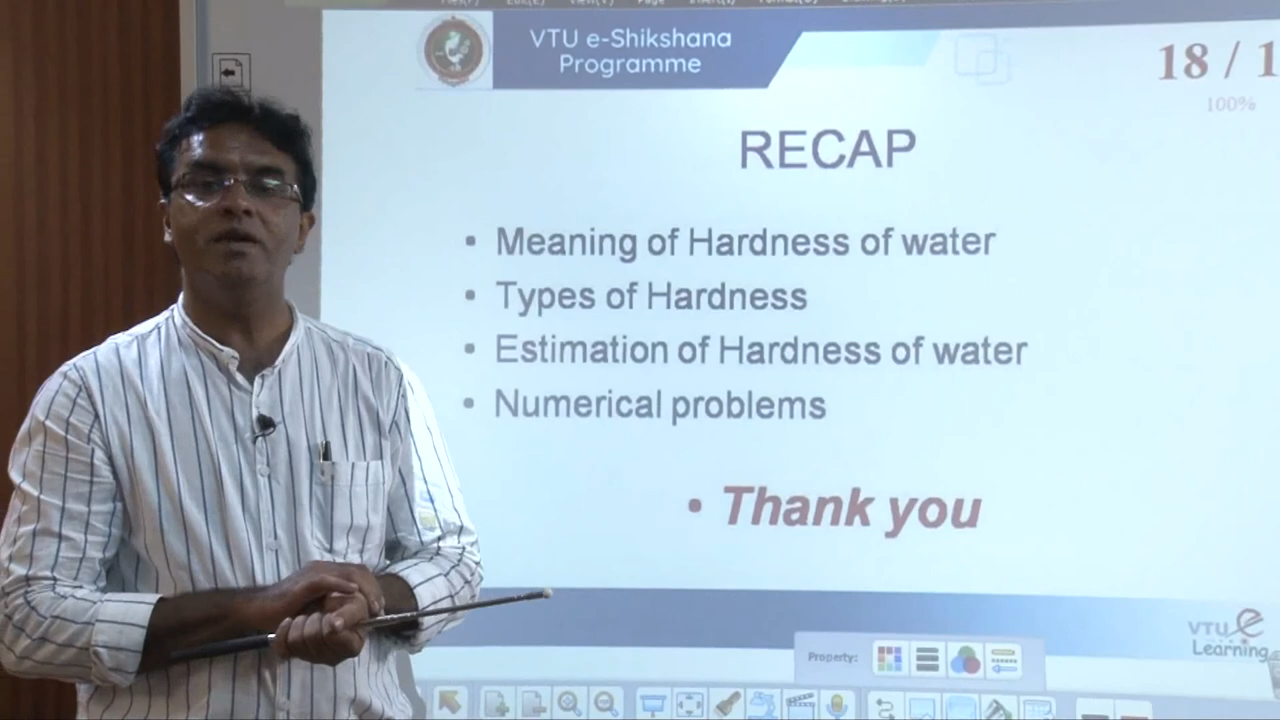 VTU e-Shikshana
Programme
18 / 1
100%
RECAP
• Meaning of Hardness of water
• Types of Hardness
• Estimation of Hardness of water
• Numerical problems
• Thank you
VTU e
Learning
Property: